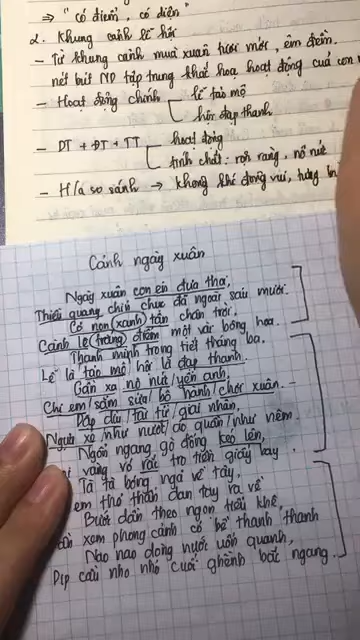 ⇒ "có điểm, có diện"
2. Khung cảnh lễ hội
- Từ khung cảnh mùa xuân tươi mới, êm đềm.
nét bút ND tập trung khắc hoạ hoạt động của con
- Hoạt động chính lễ tảo mộ
hội đạp thanh
- DT + ĐT + TT hoạt động
tính chất: rộn ràng, nô nức
- H/a so sánh → không khí đông vui, tưng
Cảnh ngày xuân
Ngày xuân con én đưa thoi,
Thiều quang chín chục đã ngoài sáu mươi.
Cỏ non (xanh) tận chân trời,
Cành lê (trắng) điểm một vài bông hoa.
Thanh minh trong tiết tháng ba,
Lễ là tảo mộ, hội là đạp thanh.
Gần xa nô nức / yến anh,
Chị em / sắm sửa / bộ hành / chơi xuân.
Dập dìu / tài tử / giai nhân,
Ngựa xe / như nước / áo quần / như nêm.
Ngổn ngang gò đống kéo lên,
vàng vó rắc tro tiền giấy bay.
Tà tà bóng ngả về tây,
em thơ thẩn dan tay ra về
Bước dần theo ngọn tiểu khê,
xem phong cảnh có bề thanh thanh
Nao nao dòng nước uốn quanh,
Dịp cầu nho nhỏ cuối ghềnh bắc ngang.